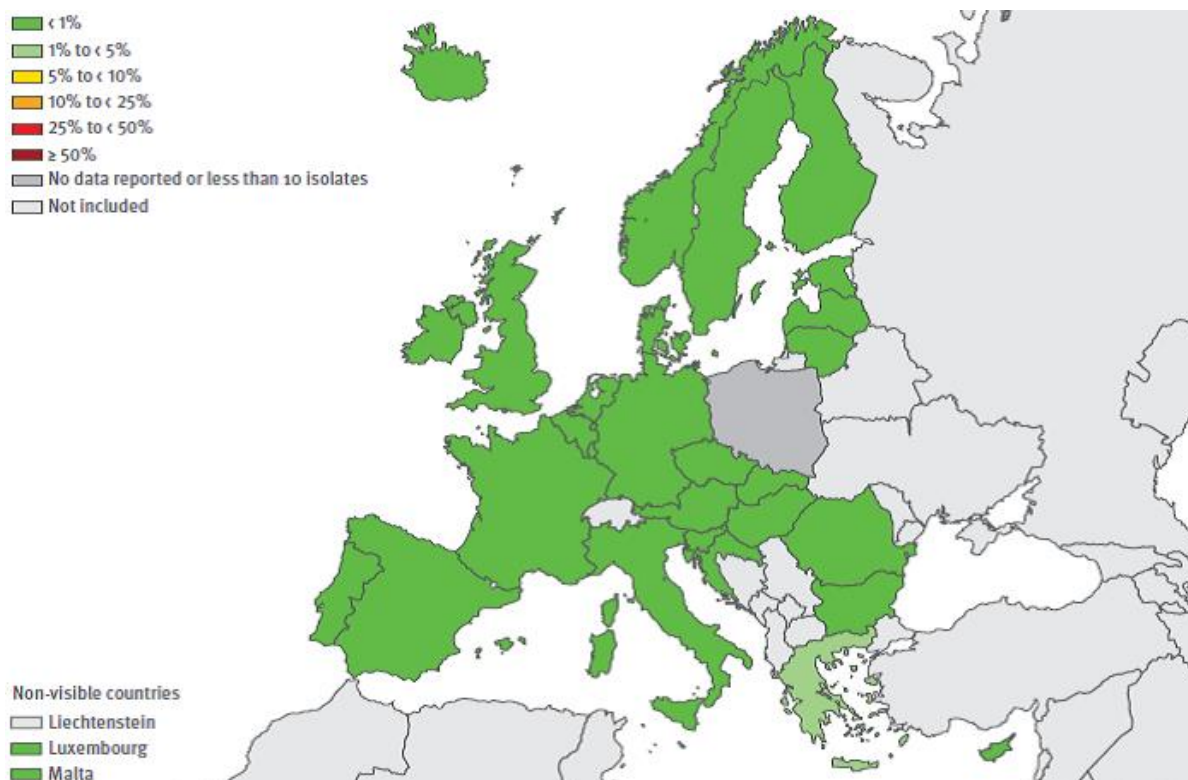 < 1%
1% to < 5%
5% to < 10%
10% to < 25%
25% to < 50%
≥ 50%
No data reported or less than 10 isolates
Not included
Non-visible countries
Liechtenstein
Luxembourg
Malta